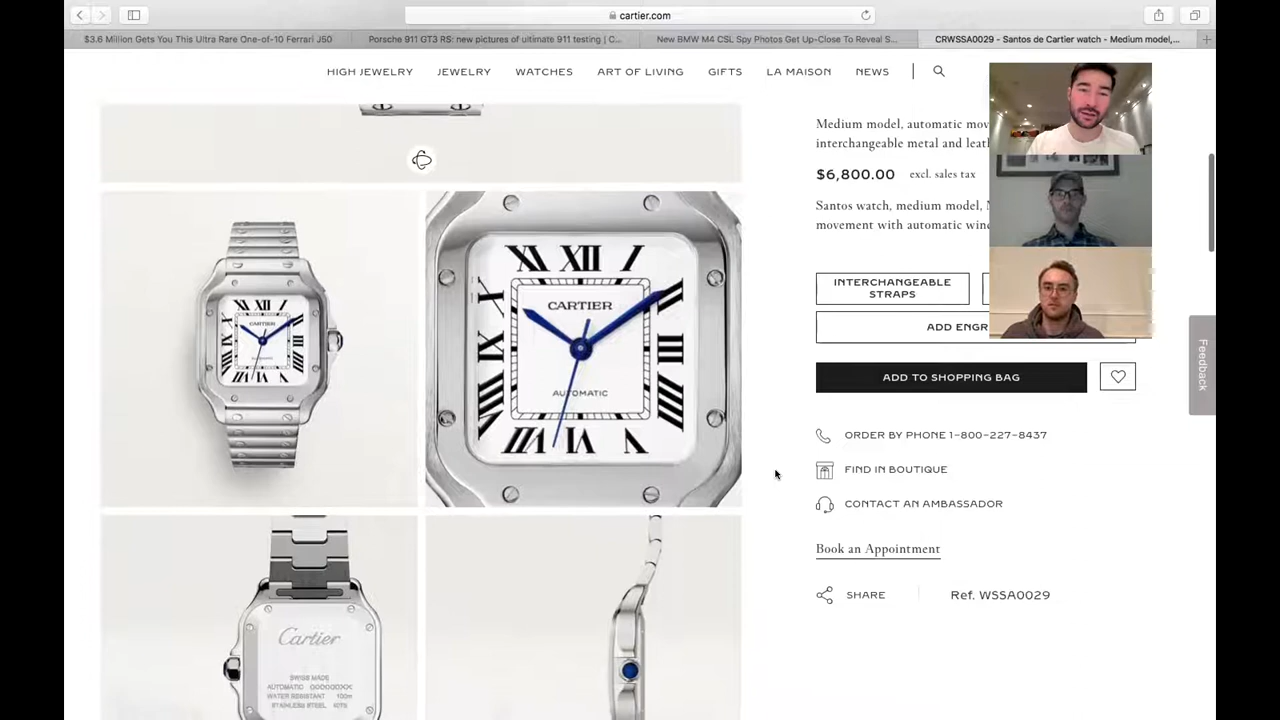 cartier.com
$3.6 Million Gets You This Ultra Rare One-of-10 Ferrari J50
Porsche 911 GT3 RS: new pictures of ultimate 911 testing | C...
New BMW M4 CSL Spy Photos Get Up-Close To Reveal S...
CRWSSA0029 - Santos de Cartier watch - Medium model,...
HIGH JEWELRY
JEWELRY
WATCHES
ART OF LIVING
GIFTS
LA MAISON
NEWS
Medium model, automatic
interchangeable metal and
$6,800.00 excl. sales tax
Santos watch, medium model,
movement with automatic
INTERCHANGEABLE
STRAPS
ADD
ADD TO SHOPPING BAG
ORDER BY PHONE 1-800-227-8437
FIND IN BOUTIQUE
CONTACT AN AMBASSADOR
Book an Appointment
SHARE
Ref. WSSA0029
Feedback
XII
CARTIER
XII
CARTIER
AUTOMATIC
Cartier
SWISS MADE
AUTOMATIC
WATER RESISTANT 100m
STAINLESS STEEL